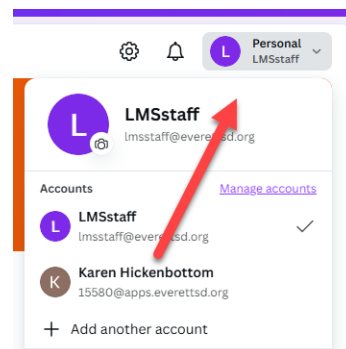 L
Personal
LMSstaff
L
LMSstaff
lmsstaff@everettsd.org
Accounts
Manage accounts
L
LMSstaff
lmsstaff@everettsd.org
K
Karen Hickenbottom
15580@apps.everettsd.org
+ Add another account